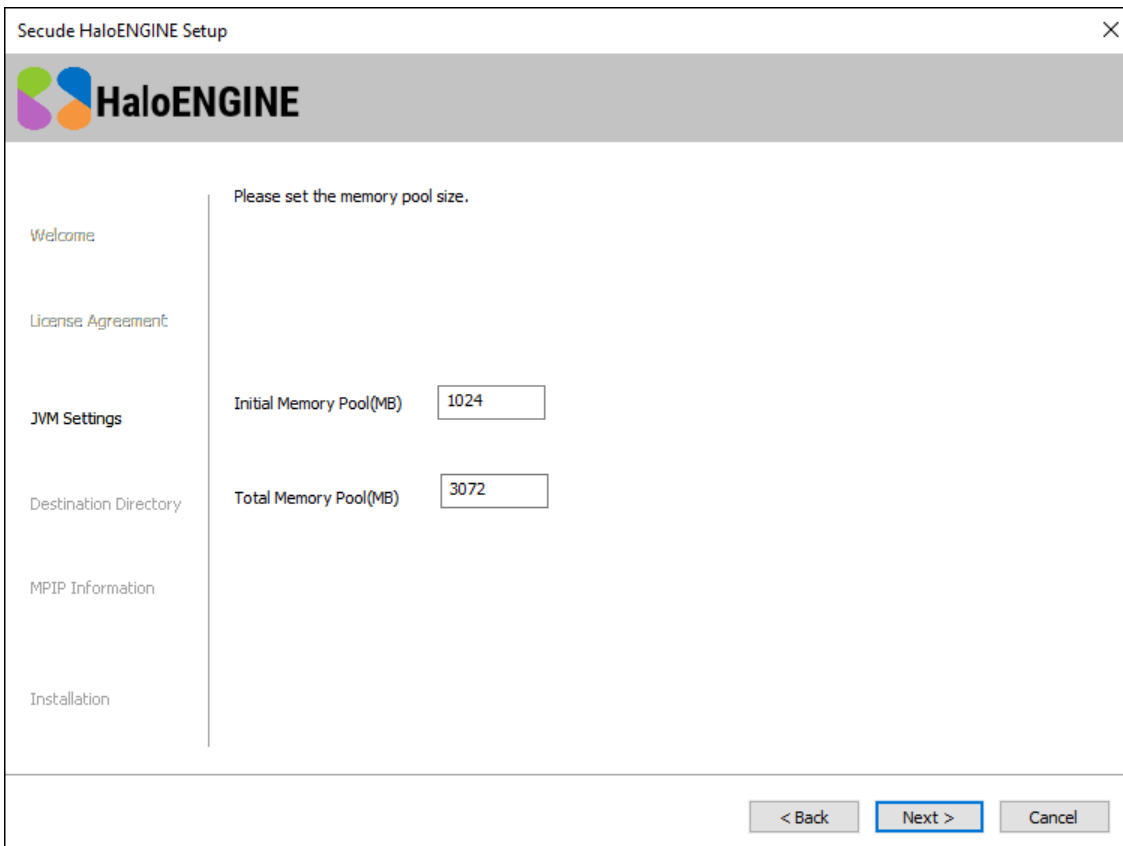 Secude HaloENGINE Setup
HaloENGINE
Please set the memory pool size.
Welcome
License Agreement
JVM Settings
Initial Memory Pool(MB) 1024
Total Memory Pool(MB) 3072
Destination Directory
MPIP Information
Installation
< Back Next > Cancel